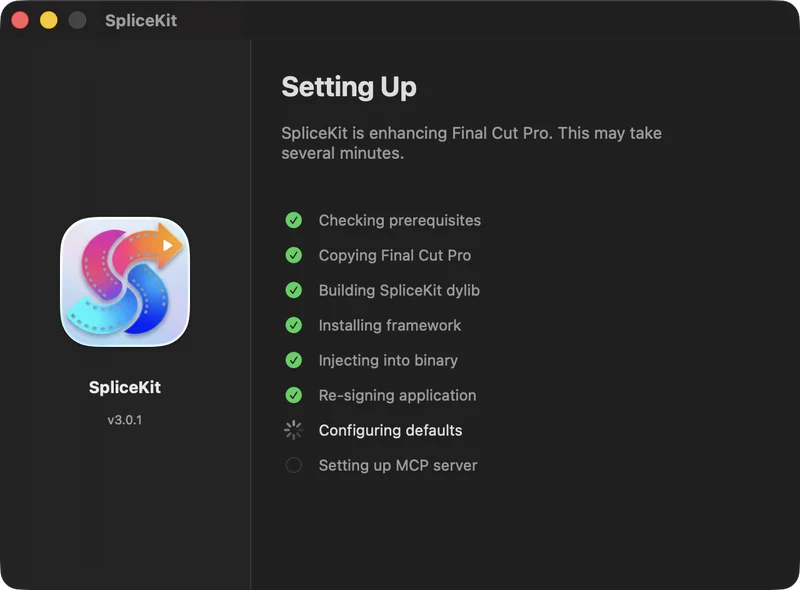 SpliceKit
Setting Up
SpliceKit is enhancing Final Cut Pro. This may take
several minutes.
Checking prerequisites
Copying Final Cut Pro
Building SpliceKit dylib
Installing framework
Injecting into binary
Re-signing application
Configuring defaults
Setting up MCP server
SpliceKit
v3.0.1